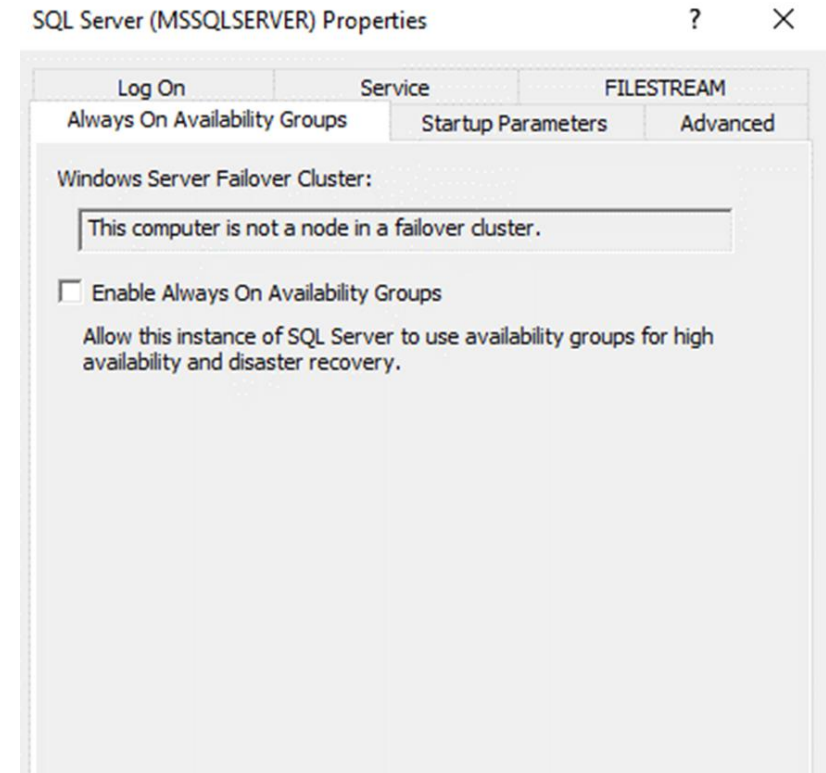 SQL Server (MSSQLSERVER) Properties ? ×
Log On Service FILESTREAM
Always On Availability Groups Startup Parameters Advanced
Windows Server Failover Cluster:
This computer is not a node in a failover cluster.
Enable Always On Availability Groups
Allow this instance of SQL Server to use availability groups for high
availability and disaster recovery.